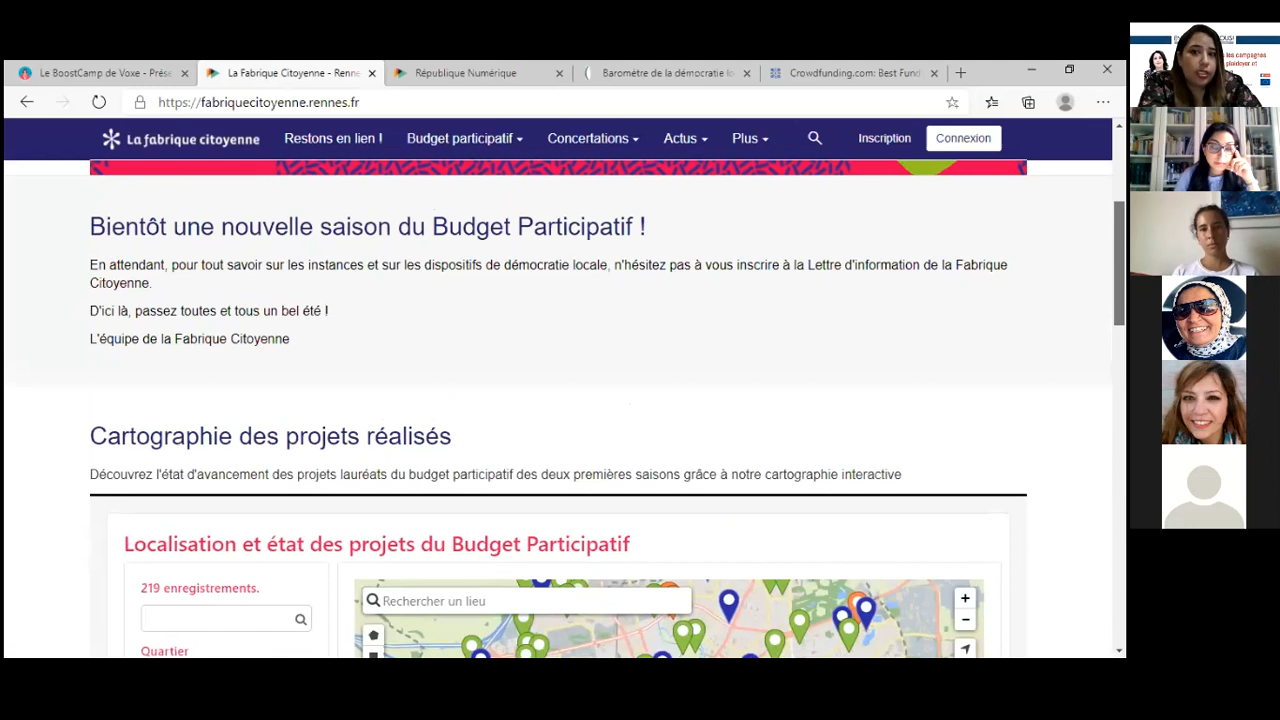 Le BoostCamp de Voxe - Prése
La Fabrique Citoyenne - Renne
République Numérique
Baromètre de la démocratie lo
Crowdfunding.com: Best Fund
https://fabriquecitoyenne.rennes.fr
La fabrique citoyenne
Restons en lien !
Budget participatif
Concertations
Actus
Plus
Inscription
Connexion
Bientôt une nouvelle saison du Budget Participatif !
En attendant, pour tout savoir sur les instances et sur les dispositifs de démocratie locale, n'hésitez pas à vous inscrire à la Lettre d'information de la Fabrique
Citoyenne.
D'ici là, passez toutes et tous un bel été !
L'équipe de la Fabrique Citoyenne
Cartographie des projets réalisés
Découvrez l'état d'avancement des projets lauréats du budget participatif des deux premières saisons grâce à notre cartographie interactive
Localisation et état des projets du Budget Participatif
219 enregistrements.
Rechercher un lieu
+
−
Quartier
les campagnes
plaidoyer et